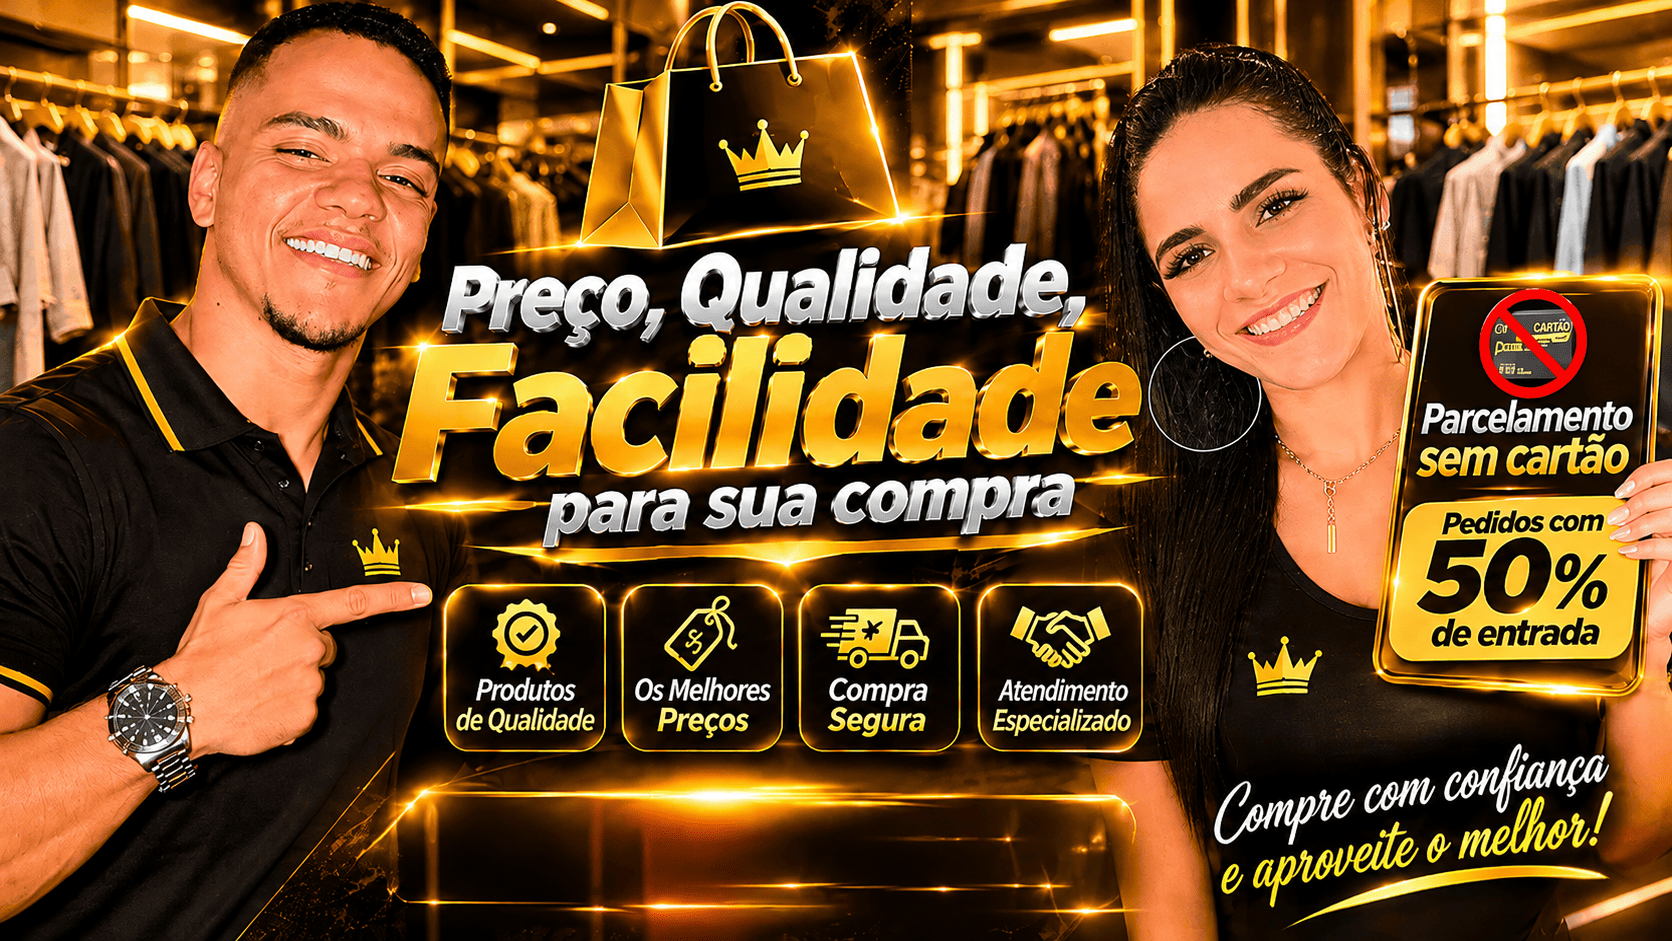 Preço, Qualidade,
Facilidade
para sua compra
Produtos
de Qualidade
Os Melhores
Preços
Compra
Segura
Atendimento
Especializado
CARTÃO
Parcelamento
sem cartão
Pedidos com
50%
de entrada
Compre com confiança
e aproveite o melhor!